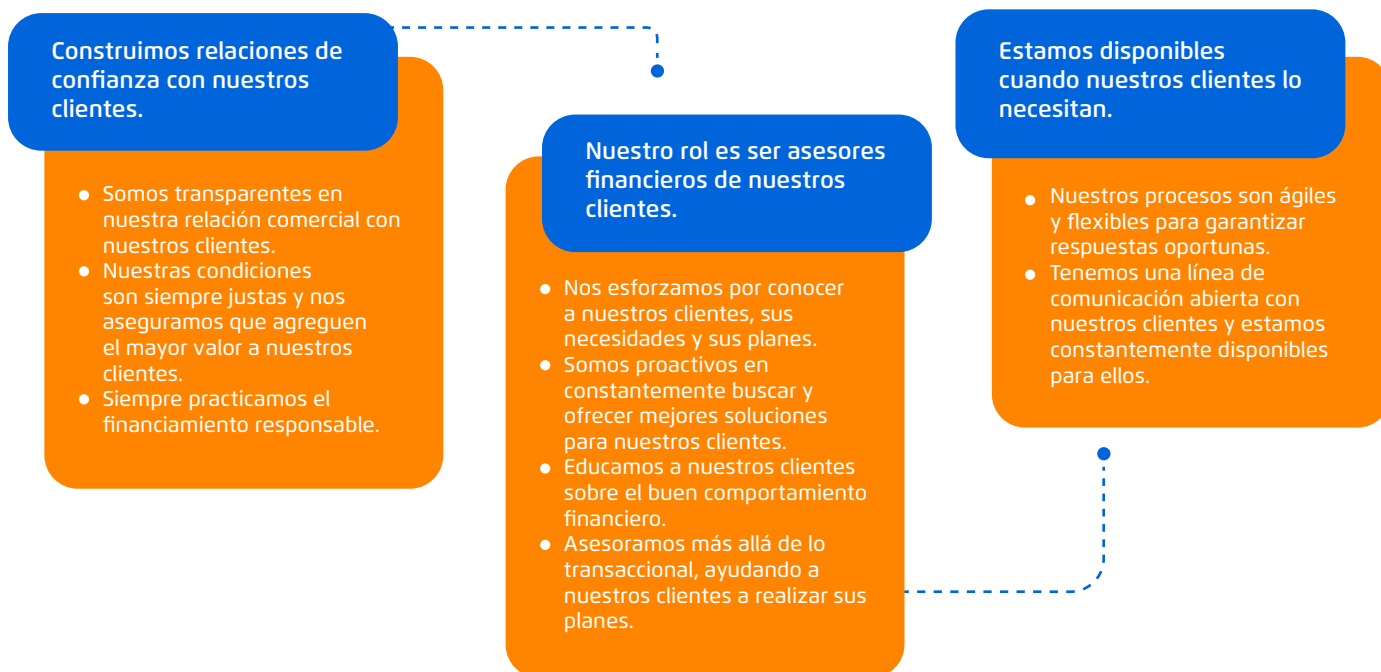 Construimos relaciones de
confianza con nuestros
clientes.
● Somos transparentes en
nuestra relación comercial con
nuestros clientes.
● Nuestras condiciones
son siempre justas y nos
aseguramos que agreguen
el mayor valor a nuestros
clientes.
● Siempre practicamos el
financiamiento responsable.
Nuestro rol es ser asesores
financieros de nuestros
clientes.
● Nos esforzamos por conocer
a nuestros clientes, sus
necesidades y sus planes.
● Somos proactivos en
constantemente buscar y
ofrecer mejores soluciones
para nuestros clientes.
● Educamos a nuestros clientes
sobre el buen comportamiento
financiero.
● Asesoramos más allá de lo
transaccional, ayudando a
nuestros clientes a realizar sus
planes.
Estamos disponibles
cuando nuestros clientes lo
necesitan.
● Nuestros procesos son ágiles
y flexibles para garantizar
respuestas oportunas.
● Tenemos una línea de
comunicación abierta con
nuestros clientes y estamos
constantemente disponibles
para ellos.